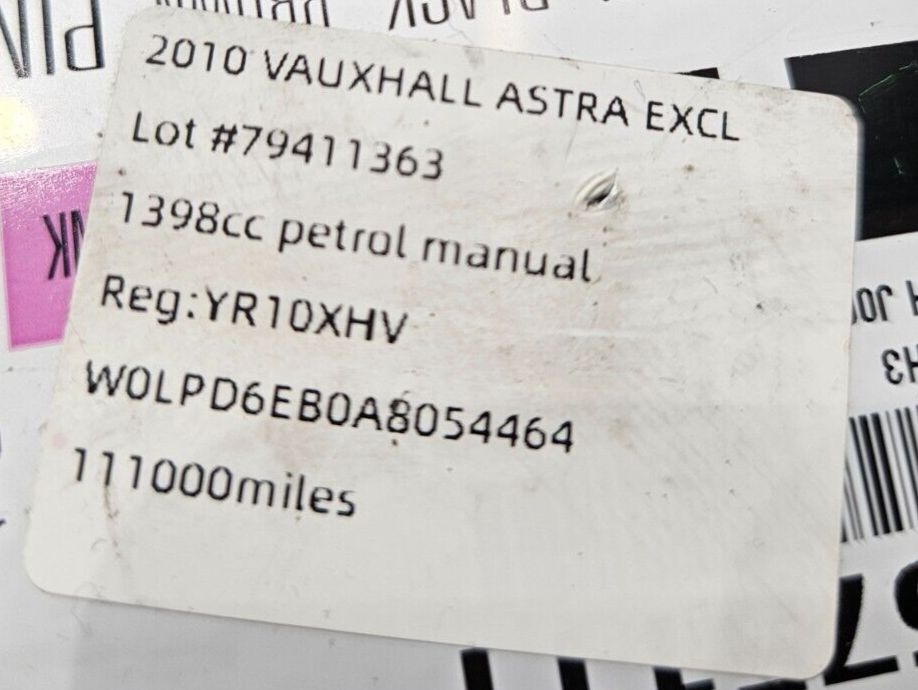 2010 VAUXHALL ASTRA EXCL
Lot #79411363
1398cc petrol manual
Reg:YR10XHV
W0LPD6EB0A8054464
111000miles